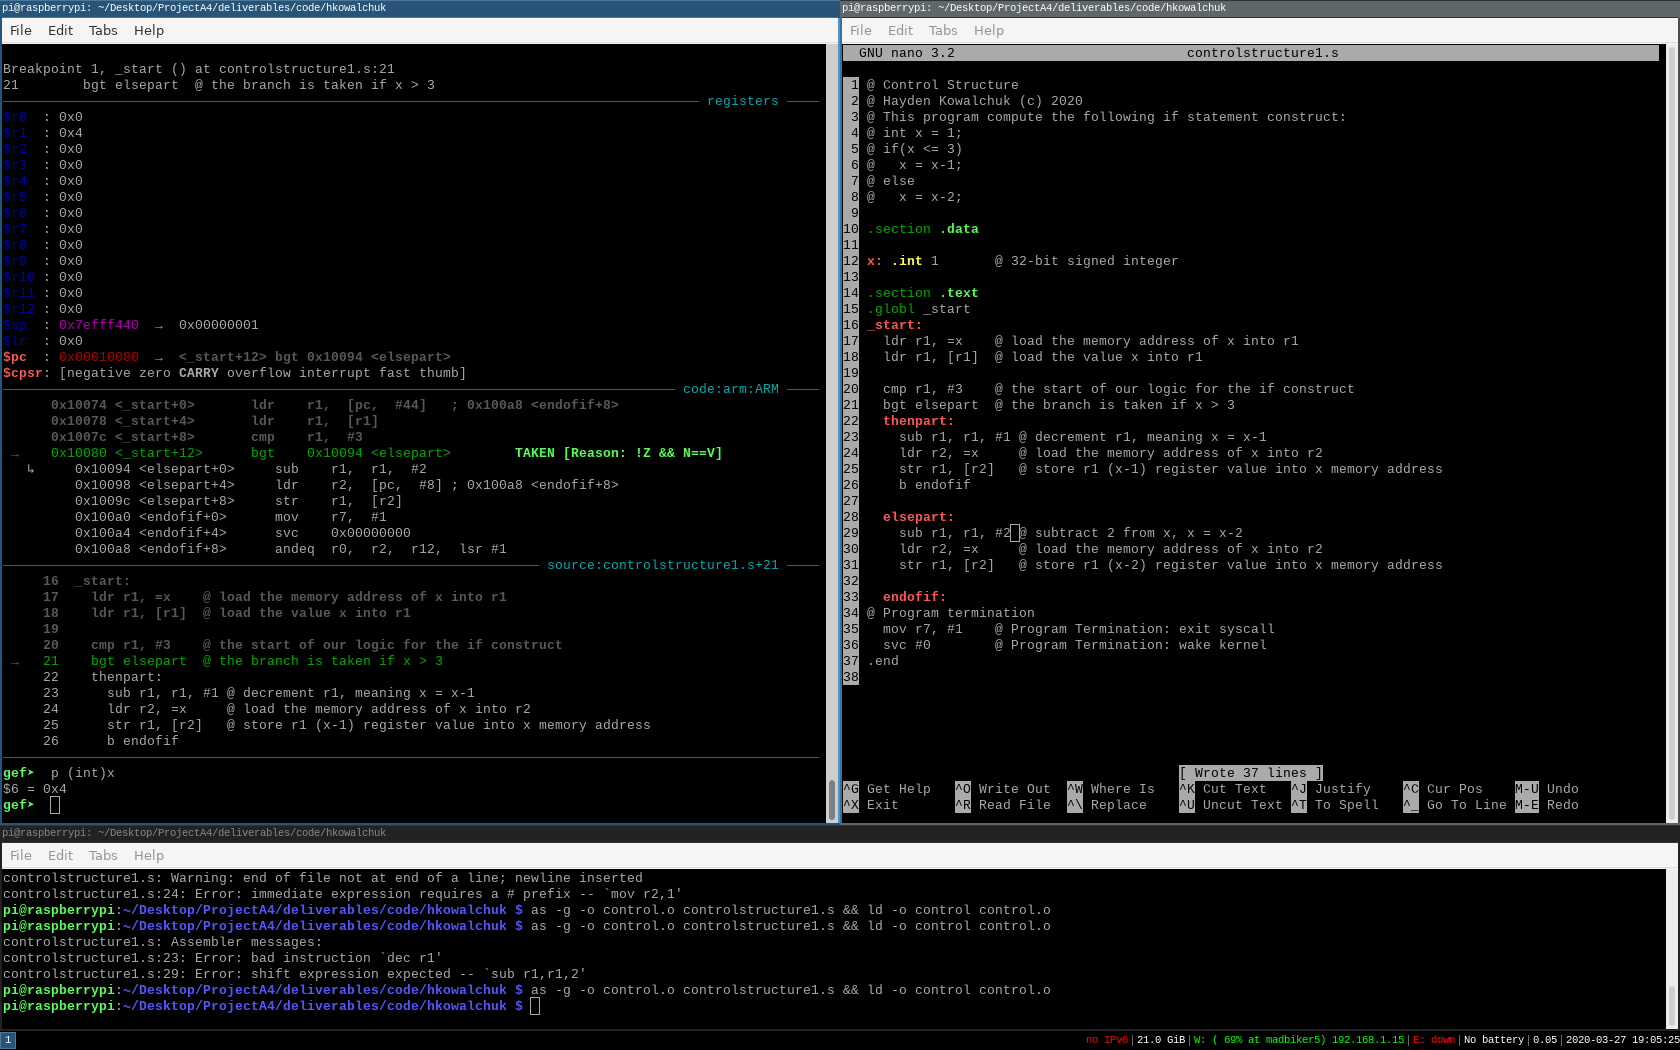 pi@raspberrypi: ~/Desktop/ProjectA4/deliverables/code/hkowalchuk
File Edit Tabs Help
Breakpoint 1, _start () at controlstructure1.s:21
21        bgt elsepart  @ the branch is taken if x > 3
registers
$r0  : 0x0
$r1  : 0x4
$r2  : 0x0
$r3  : 0x0
$r4  : 0x0
$r5  : 0x0
$r6  : 0x0
$r7  : 0x0
$r8  : 0x0
$r9  : 0x0
$r10 : 0x0
$r11 : 0x0
$r12 : 0x0
$sp  : 0x7efff440  →  0x00000001
$lr  : 0x0
$pc  : 0x00010080  →  <_start+12> bgt 0x10094 <elsepart>
$cpsr: [negative zero CARRY overflow interrupt fast thumb]
code:arm:ARM
0x10074 <_start+0>       ldr    r1,  [pc,  #44]   ; 0x100a8 <endofif+8>
0x10078 <_start+4>       ldr    r1,  [r1]
0x1007c <_start+8>       cmp    r1,  #3
→    0x10080 <_start+12>      bgt    0x10094 <elsepart>        TAKEN [Reason: !Z && N==V]
↳     0x10094 <elsepart+0>     sub    r1,  r1,  #2
0x10098 <elsepart+4>     ldr    r2,  [pc,  #8] ; 0x100a8 <endofif+8>
0x1009c <elsepart+8>     str    r1,  [r2]
0x100a0 <endofif+0>      mov    r7,  #1
0x100a4 <endofif+4>      svc    0x00000000
0x100a8 <endofif+8>      andeq  r0,  r2,  r12,  lsr #1
source:controlstructure1.s+21
16  _start:
17    ldr r1, =x    @ load the memory address of x into r1
18    ldr r1, [r1]  @ load the value x into r1
19
20    cmp r1, #3    @ the start of our logic for the if construct
→   21    bgt elsepart  @ the branch is taken if x > 3
22    thenpart:
23      sub r1, r1, #1 @ decrement r1, meaning x = x-1
24      ldr r2, =x     @ load the memory address of x into r2
25      str r1, [r2]   @ store r1 (x-1) register value into x memory address
26      b endofif
gef➤  p (int)x
$6 = 0x4
gef➤
pi@raspberrypi: ~/Desktop/ProjectA4/deliverables/code/hkowalchuk
File Edit Tabs Help
GNU nano 3.2                             controlstructure1.s
1 @ Control Structure
2 @ Hayden Kowalchuk (c) 2020
3 @ This program compute the following if statement construct:
4 @ int x = 1;
5 @ if(x <= 3)
6 @   x = x-1;
7 @ else
8 @   x = x-2;
9
10 .section .data
11
12 x: .int 1       @ 32-bit signed integer
13
14 .section .text
15 .globl _start
16 _start:
17   ldr r1, =x    @ load the memory address of x into r1
18   ldr r1, [r1]  @ load the value x into r1
19
20   cmp r1, #3    @ the start of our logic for the if construct
21   bgt elsepart  @ the branch is taken if x > 3
22   thenpart:
23     sub r1, r1, #1 @ decrement r1, meaning x = x-1
24     ldr r2, =x     @ load the memory address of x into r2
25     str r1, [r2]   @ store r1 (x-1) register value into x memory address
26     b endofif
27
28   elsepart:
29     sub r1, r1, #2 @ subtract 2 from x, x = x-2
30     ldr r2, =x     @ load the memory address of x into r2
31     str r1, [r2]   @ store r1 (x-2) register value into x memory address
32
33   endofif:
34 @ Program termination
35   mov r7, #1    @ Program Termination: exit syscall
36   svc #0        @ Program Termination: wake kernel
37 .end
38
[ Wrote 37 lines ]
^G Get Help   ^O Write Out  ^W Where Is   ^K Cut Text   ^J Justify    ^C Cur Pos    M-U Undo
^X Exit       ^R Read File  ^\ Replace    ^U Uncut Text ^T To Spell   ^_ Go To Line M-E Redo
pi@raspberrypi: ~/Desktop/ProjectA4/deliverables/code/hkowalchuk
File Edit Tabs Help
controlstructure1.s: Warning: end of file not at end of a line; newline inserted
controlstructure1.s:24: Error: immediate expression requires a # prefix -- `mov r2,1'
pi@raspberrypi:~/Desktop/ProjectA4/deliverables/code/hkowalchuk $ as -g -o control.o controlstructure1.s && ld -o control control.o
pi@raspberrypi:~/Desktop/ProjectA4/deliverables/code/hkowalchuk $ as -g -o control.o controlstructure1.s && ld -o control control.o
controlstructure1.s: Assembler messages:
controlstructure1.s:23: Error: bad instruction `dec r1'
controlstructure1.s:29: Error: shift expression expected -- `sub r1,r1,2'
pi@raspberrypi:~/Desktop/ProjectA4/deliverables/code/hkowalchuk $ as -g -o control.o controlstructure1.s && ld -o control control.o
pi@raspberrypi:~/Desktop/ProjectA4/deliverables/code/hkowalchuk $
1
no IPv6|21.0 GiB|W: ( 69% at madbiker5) 192.168.1.15|E: down|No battery|0.05|2020-03-27 19:05:25